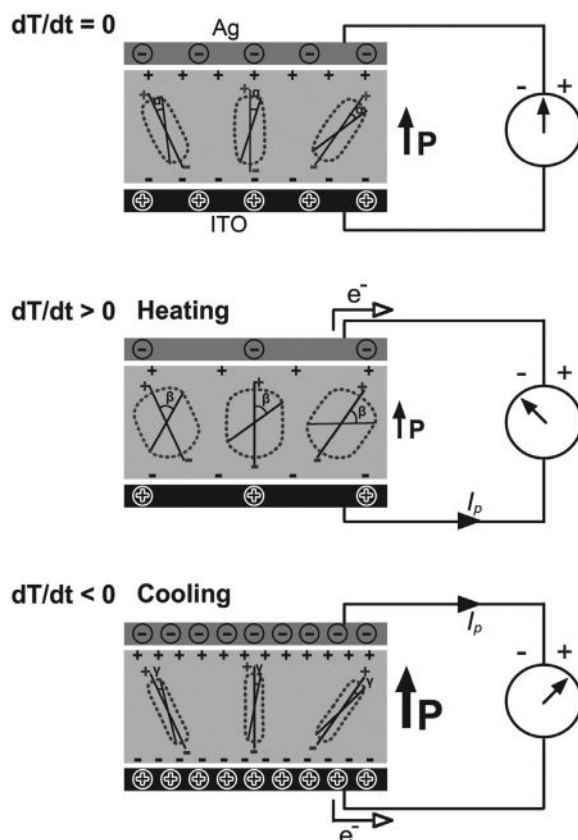 dT/dt = 0
Ag
α α α
P
- +
ITO
dT/dt > 0 Heating
e-
β β β
P
- +
Ip
dT/dt < 0 Cooling
Ip
γ γ γ
P
- +
e-